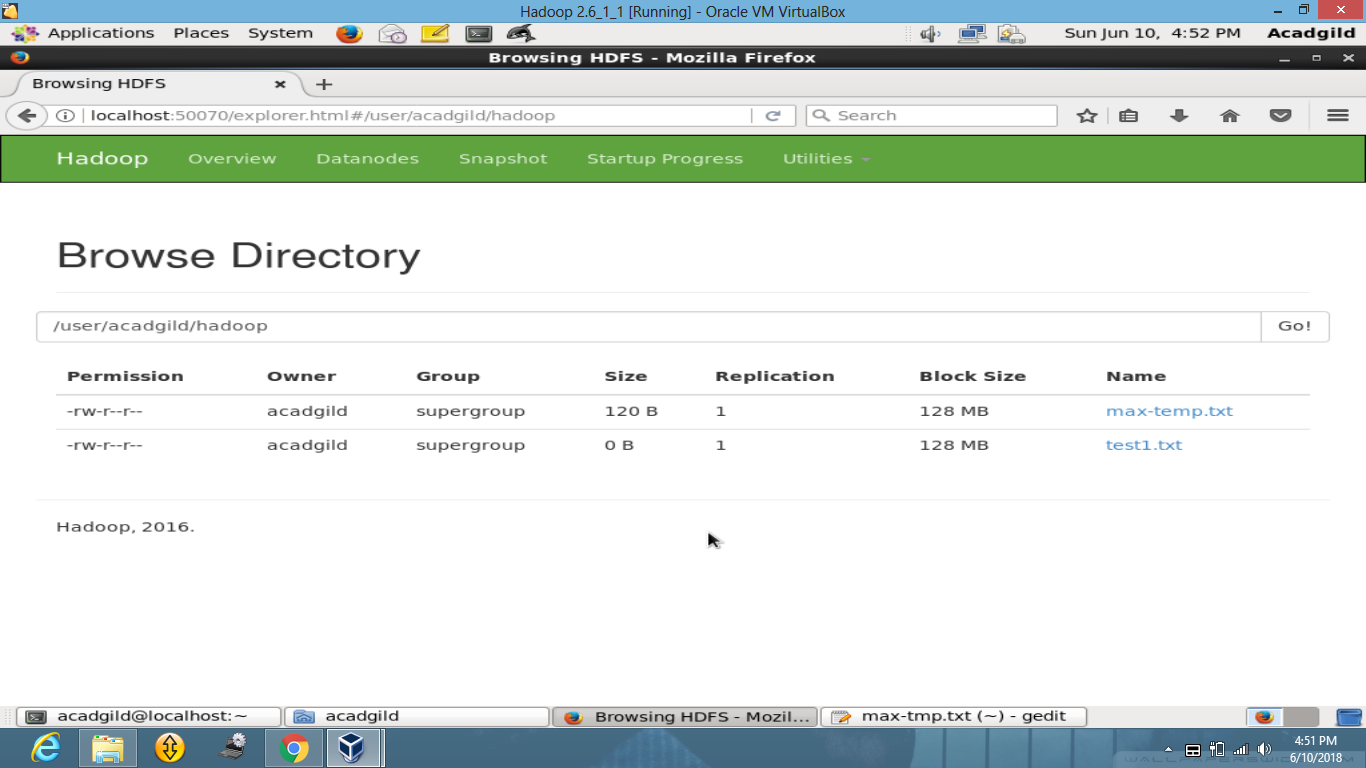 Hadoop 2.6_1_1 [Running] - Oracle VM VirtualBox
Applications Places System Sun Jun 10, 4:52 PM Acadgild
Browsing HDFS - Mozilla Firefox
Browsing HDFS
localhost:50070/explorer.html#/user/acadgild/hadoop Search
Hadoop Overview Datanodes Snapshot Startup Progress Utilities
Browse Directory
/user/acadgild/hadoop Go!
Permission Owner Group Size Replication Block Size Name
-rw-r--r-- acadgild supergroup 120 B 1 128 MB max-temp.txt
-rw-r--r-- acadgild supergroup 0 B 1 128 MB test1.txt
Hadoop, 2016.
acadgild@localhost:~ acadgild Browsing HDFS - Mozil... max-tmp.txt (~) - gedit
4:51 PM
6/10/2018